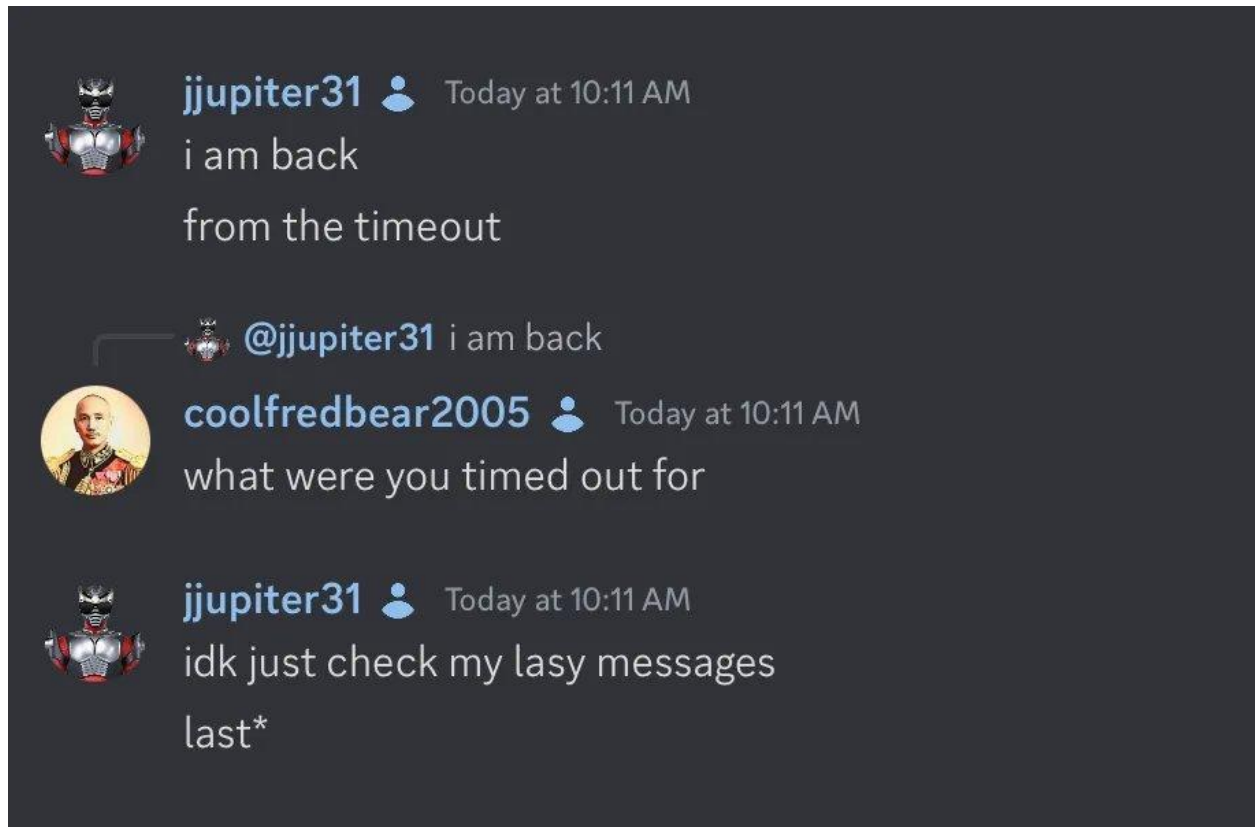 jjupiter31 Today at 10:11 AM
i am back
from the timeout
@jjupiter31 i am back
coolfredbear2005 Today at 10:11 AM
what were you timed out for
jjupiter31 Today at 10:11 AM
idk just check my lasy messages
last*